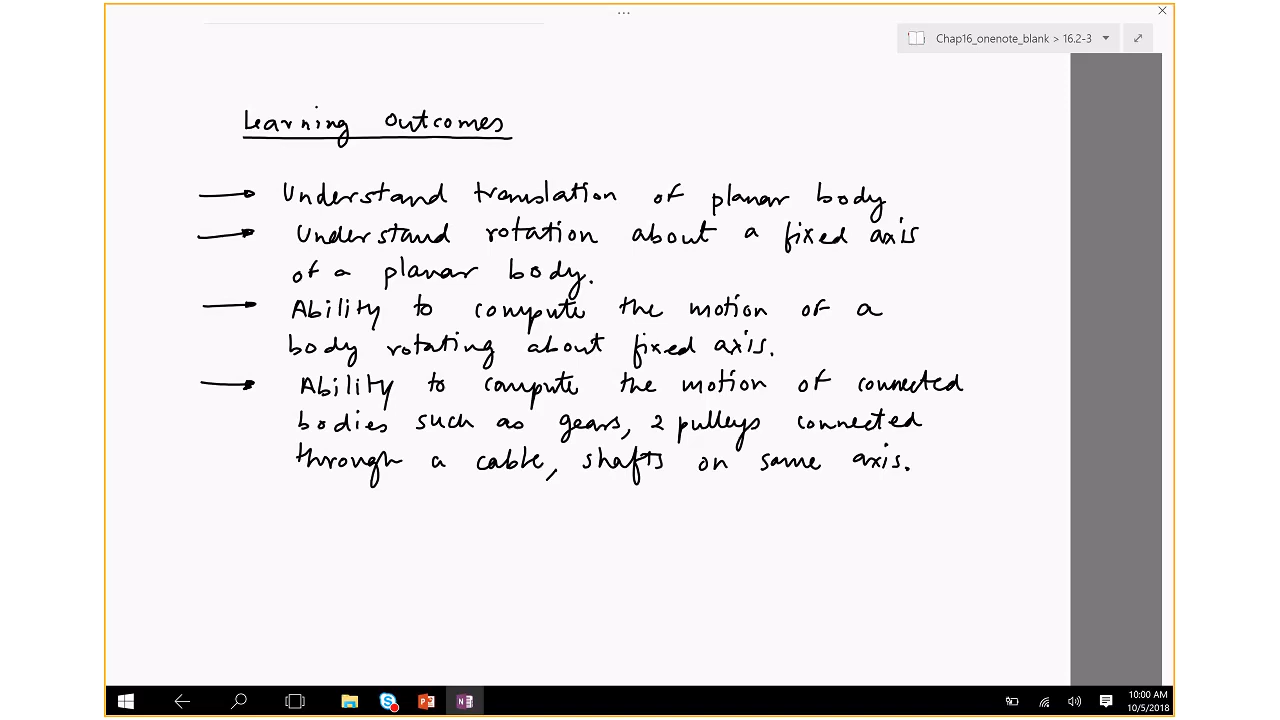 ...
Chap16_onenote_blank > 16.2-3
Learning Outcomes
Understand translation of planar body
Understand rotation about a fixed axis
of a planar body.
Ability to compute the motion of a
body rotating about fixed axis.
Ability to compute the motion of connected
bodies such as gears, 2 pulleys connected
through a cable, shafts on same axis.
10:00 AM
10/5/2018